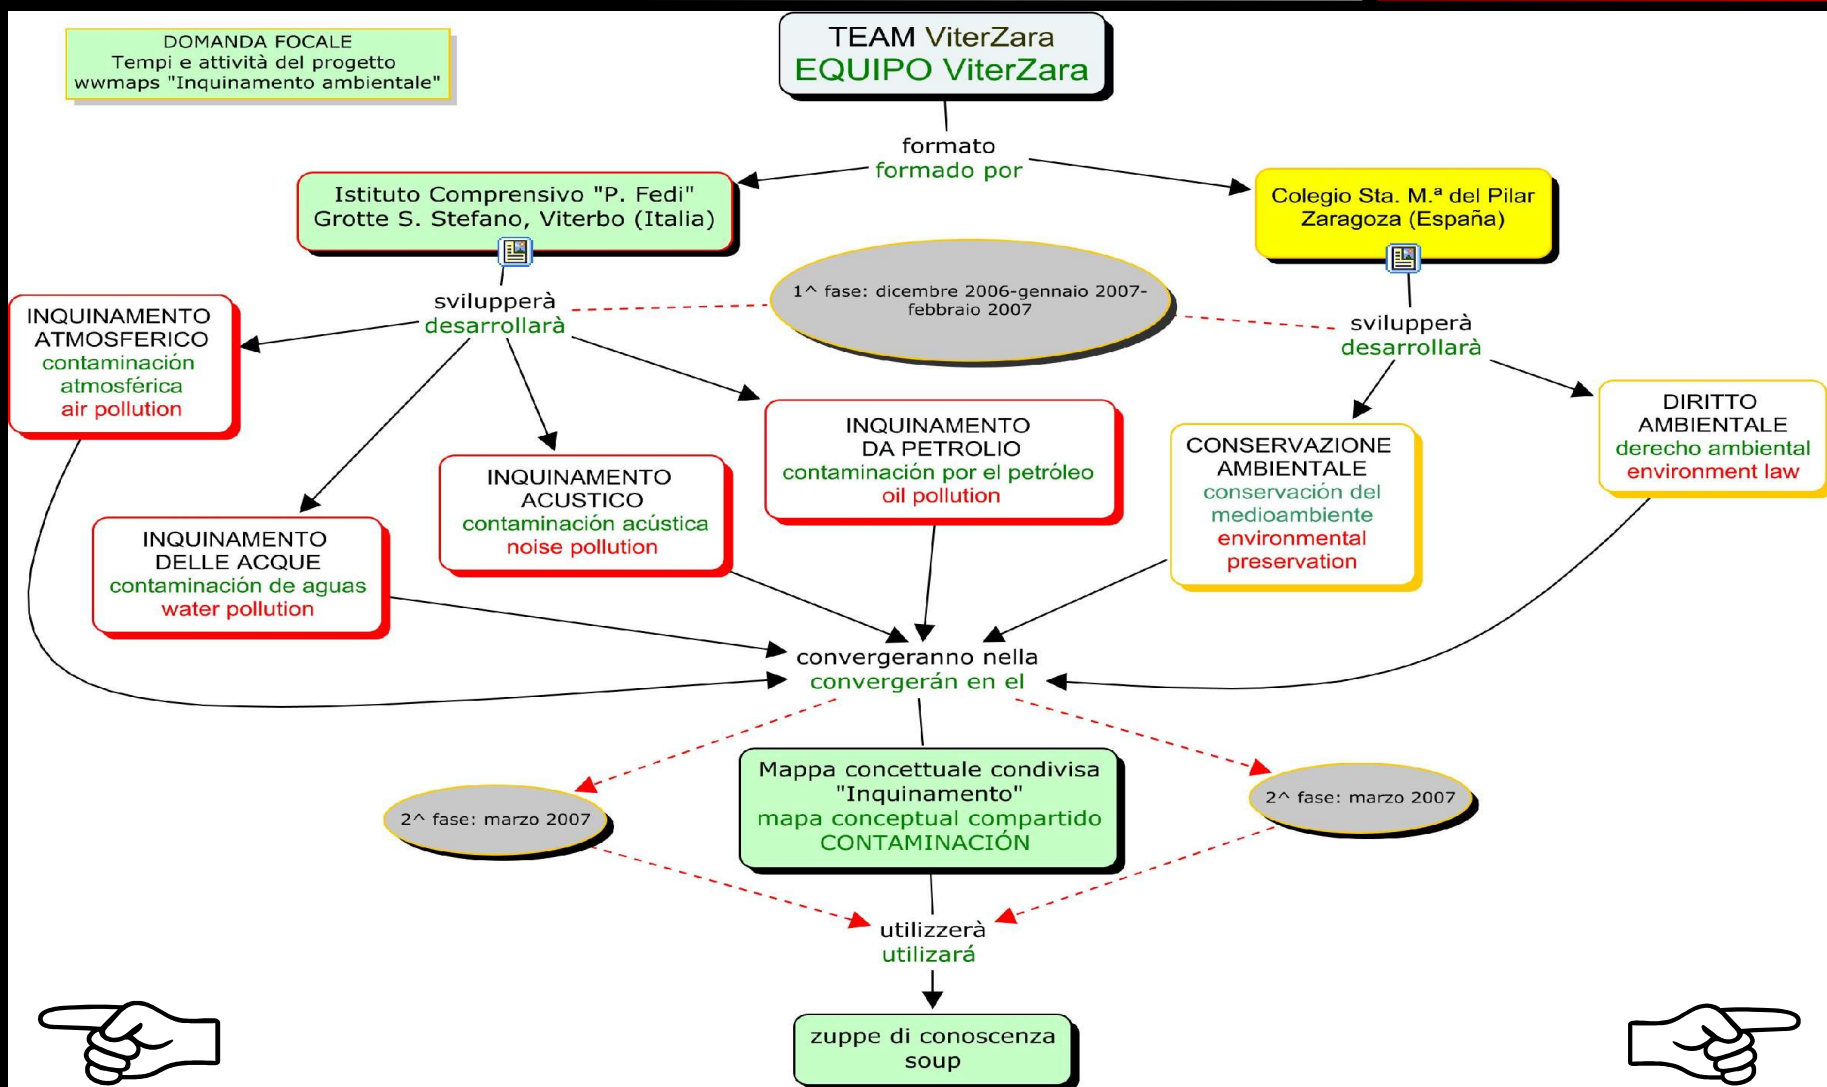 DOMANDA FOCALE
Tempi e attività del progetto
wwmaps "Inquinamento ambientale"
TEAM ViterZara
EQUIPO ViterZara
formato
formado por
Istituto Comprensivo "P. Fedi"
Grotte S. Stefano, Viterbo (Italia)
Colegio Sta. M.ª del Pilar
Zaragoza (España)
1^ fase: dicembre 2006-gennaio 2007-
febbraio 2007
svilupperà
desarrollarà
svilupperà
desarrollarà
INQUINAMENTO
ATMOSFERICO
contaminación
atmosférica
air pollution
INQUINAMENTO
DELLE ACQUE
contaminación de aguas
water pollution
INQUINAMENTO
ACUSTICO
contaminación acústica
noise pollution
INQUINAMENTO
DA PETROLIO
contaminación por el petróleo
oil pollution
CONSERVAZIONE
AMBIENTALE
conservación del
medioambiente
environmental
preservation
DIRITTO
AMBIENTALE
derecho ambiental
environment law
convergeranno nella
convergerán en el
2^ fase: marzo 2007
Mappa concettuale condivisa
"Inquinamento"
mapa conceptual compartido
CONTAMINACIÓN
2^ fase: marzo 2007
utilizzerà
utilizará
zuppe di conoscenza
soup